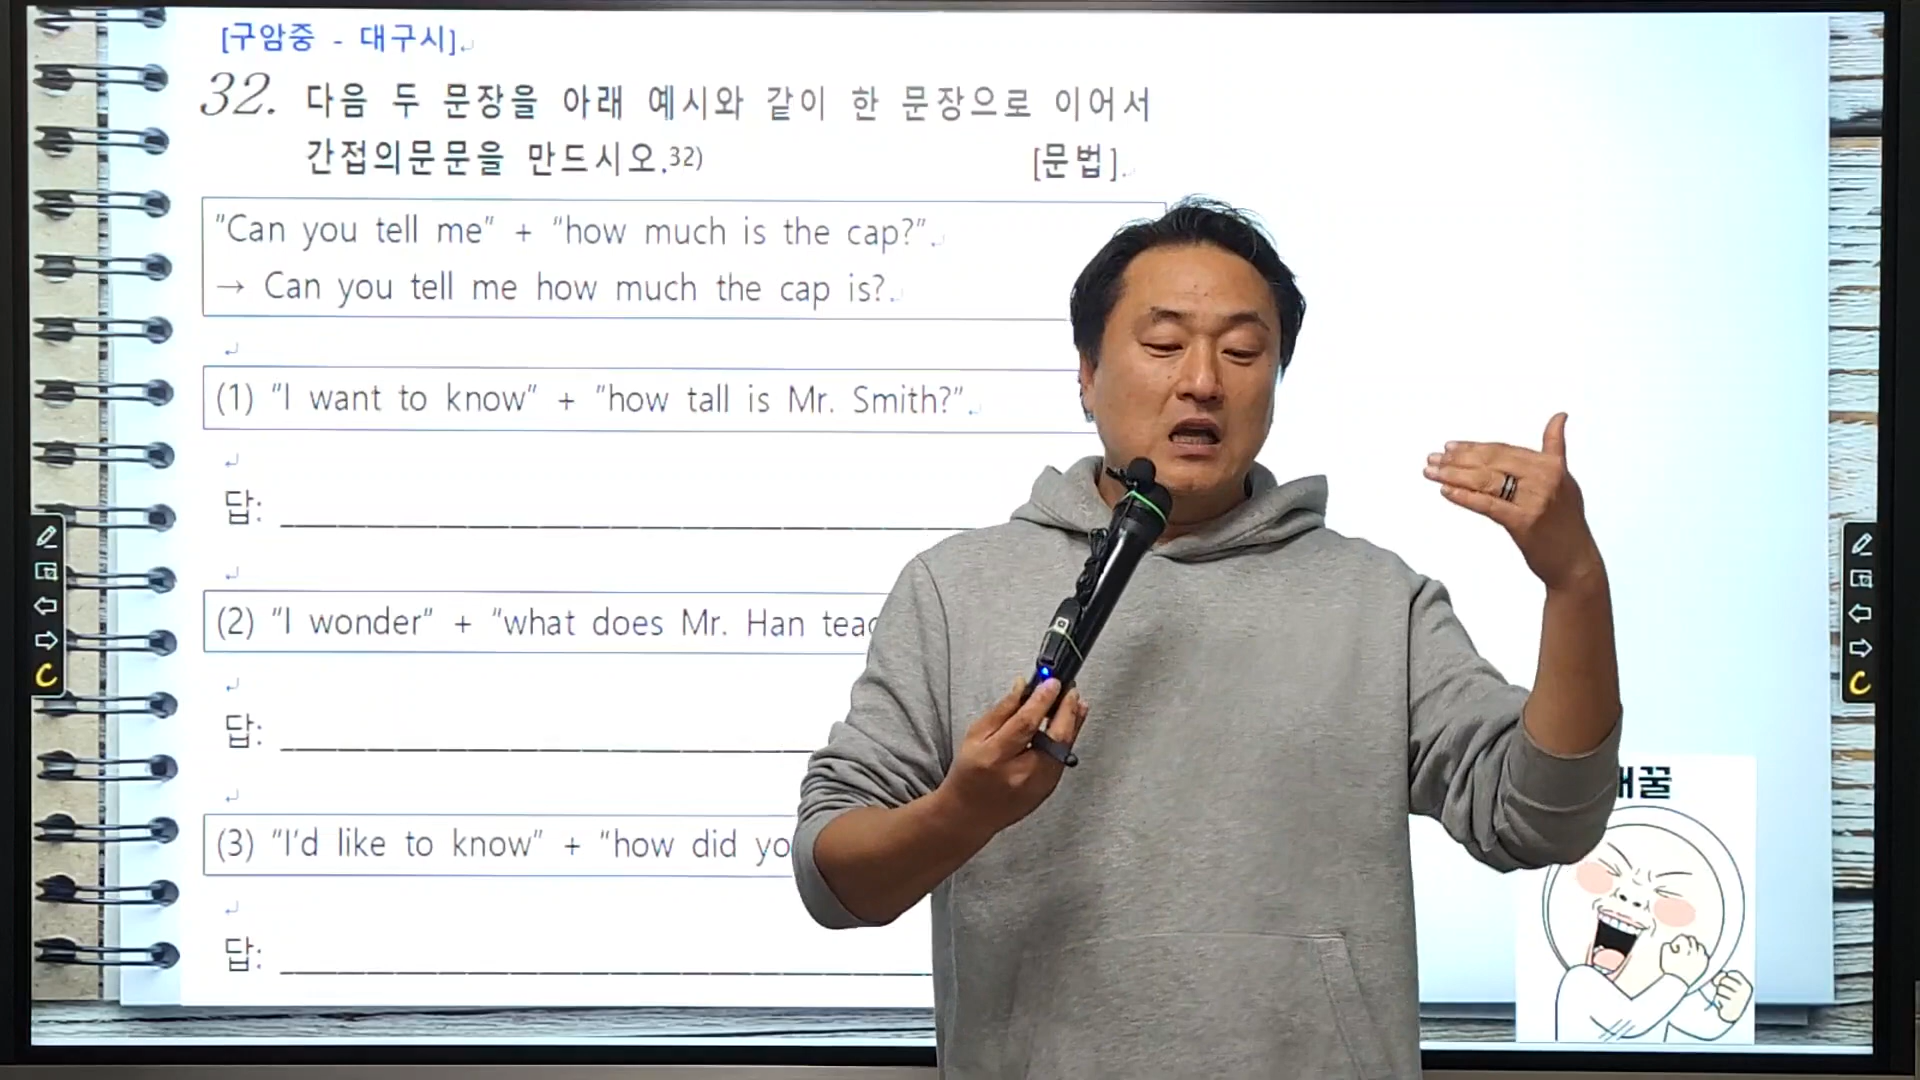 [구암중 - 대구시]
32. 다음 두 문장을 아래 예시와 같이 한 문장으로 이어서
간접의문문을 만드시오.32) [문법]
"Can you tell me" + "how much is the cap?"
→ Can you tell me how much the cap is?
(1) "I want to know" + "how tall is Mr. Smith?"
답:
(2) "I wonder" + "what does Mr. Han
답:
(3) "I'd like to know" + "how did
답: